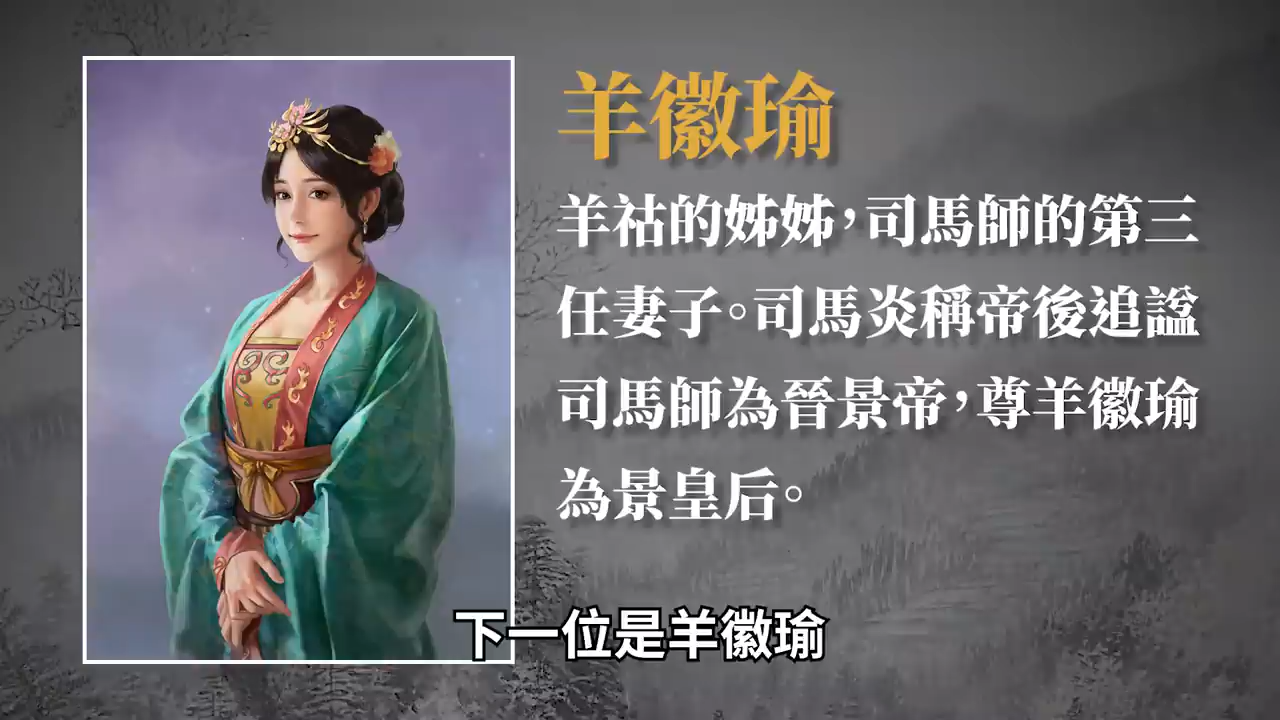 羊徽瑜
羊祜的姊姊，司馬師的第三
任妻子。司馬炎稱帝後追諡
司馬師為晉景帝，尊羊徽瑜
為景皇后。
下一位是羊徽瑜